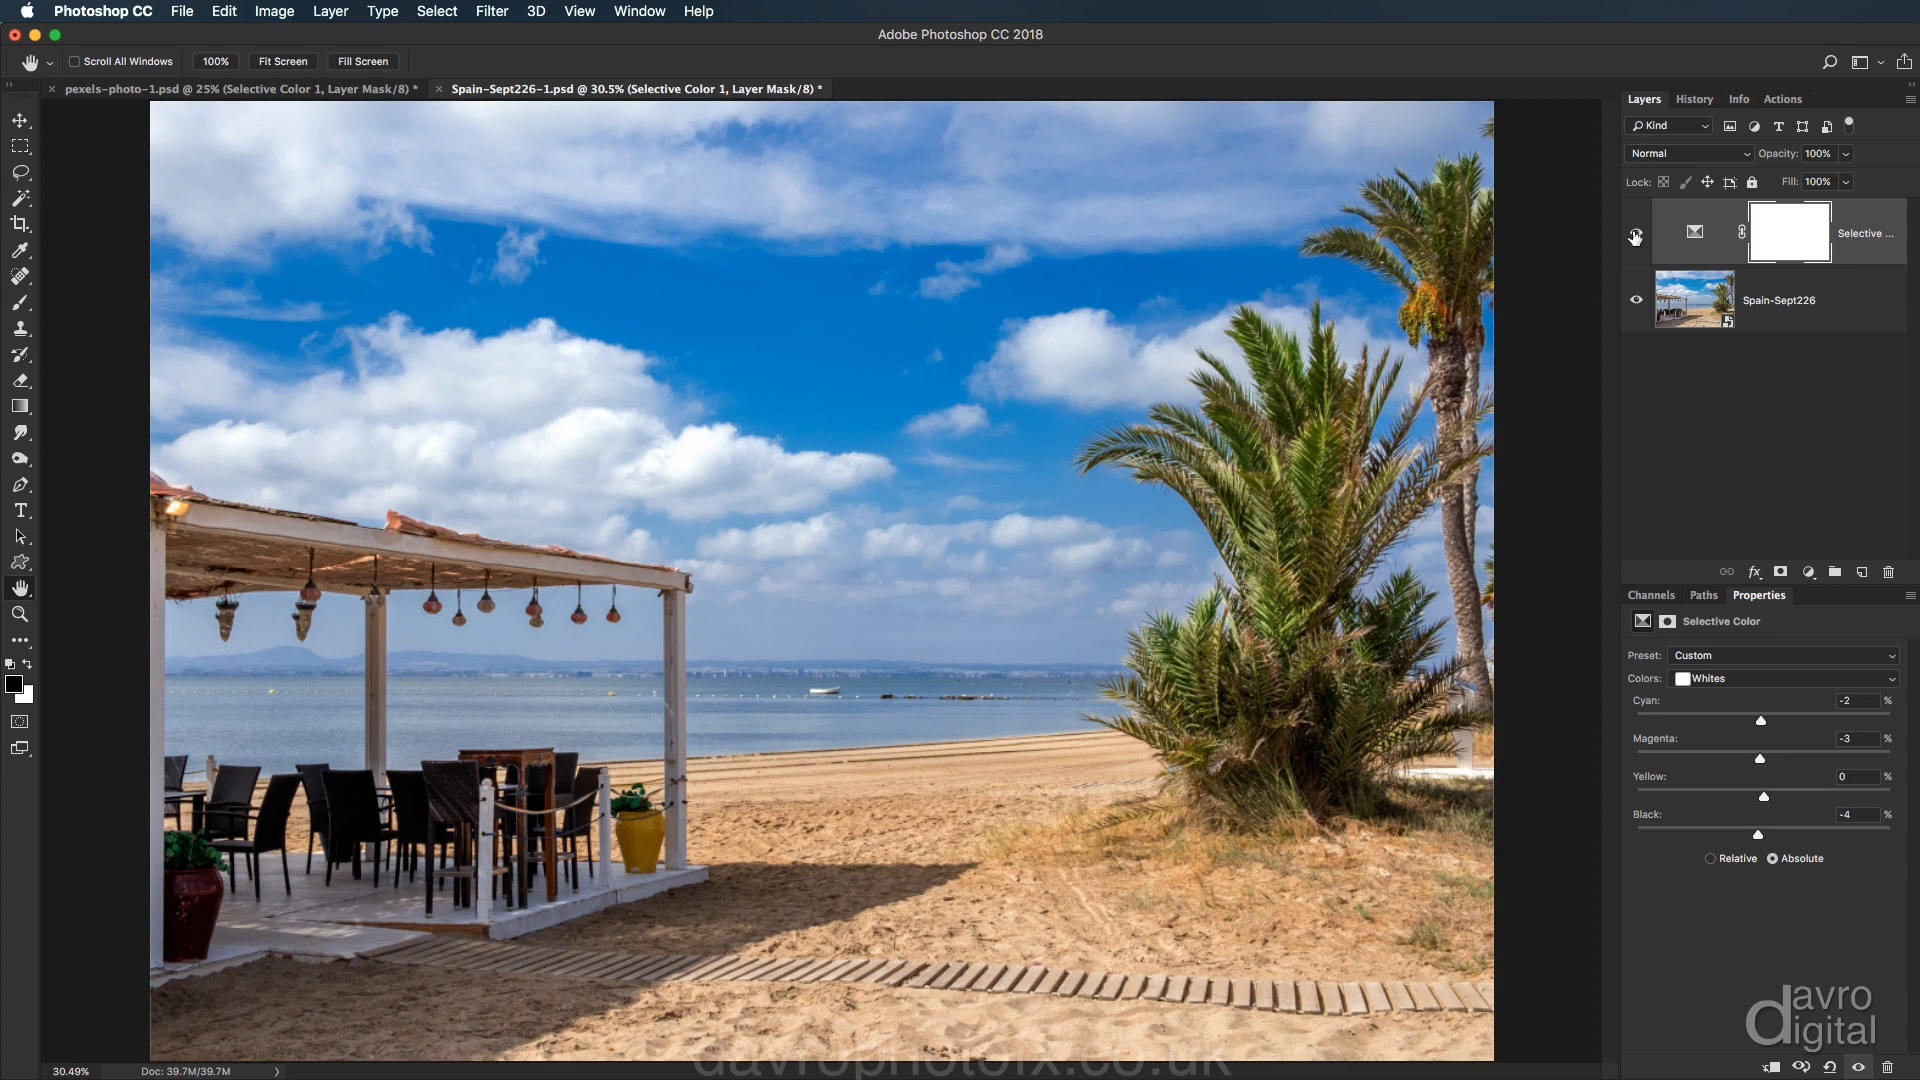 Photoshop CC File Edit Image Layer Type Select Filter 3D View Window Help
Adobe Photoshop CC 2018
Scroll All Windows 100% Fit Screen Fill Screen
pexels-photo-1.psd @ 25% (Selective Color 1, Layer Mask/8) *
Spain-Sept226-1.psd @ 30.5% (Selective Color 1, Layer Mask/8) *
Layers History Info Actions
Kind
Normal Opacity: 100%
Lock: Fill: 100%
Selective ...
Spain-Sept226
Channels Paths Properties
Selective Color
Preset: Custom
Colors: Whites
Cyan: -2 %
Magenta: -3 %
Yellow: 0 %
Black: -4 %
Relative Absolute
davro
digital
davrophotofx.co.uk
30.49% Doc: 39.7M/39.7M